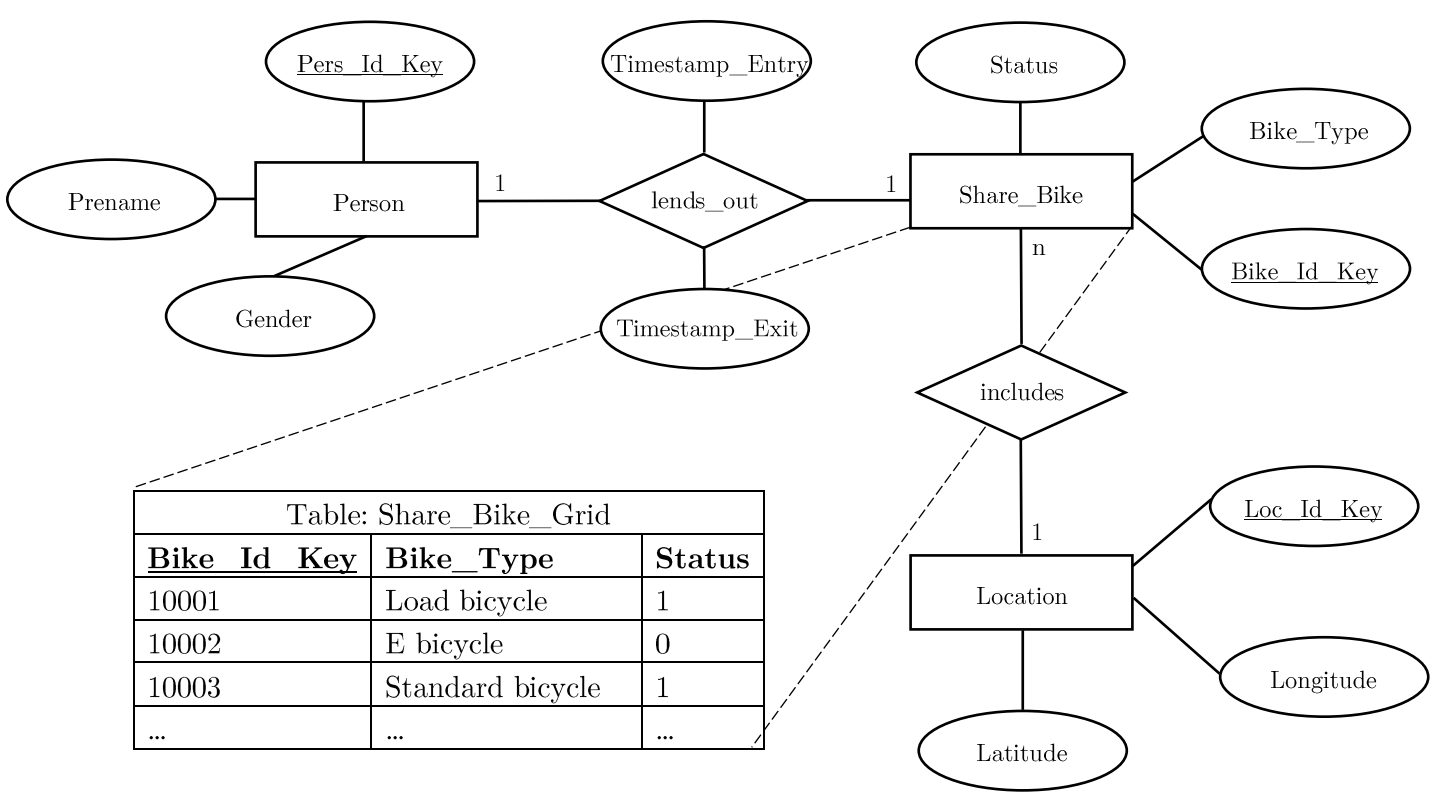 Pers_Id_Key
Timestamp_Entry
Status
Bike_Type
Prename
Person
1
lends_out
1
Share_Bike
n
Bike_Id_Key
Gender
Timestamp_Exit
includes
1
Loc_Id_Key
Location
Longitude
Latitude
Table: Share_Bike_Grid
Bike_Id_Key Bike_Type Status
10001 Load bicycle 1
10002 E bicycle 0
10003 Standard bicycle 1
... ... ...